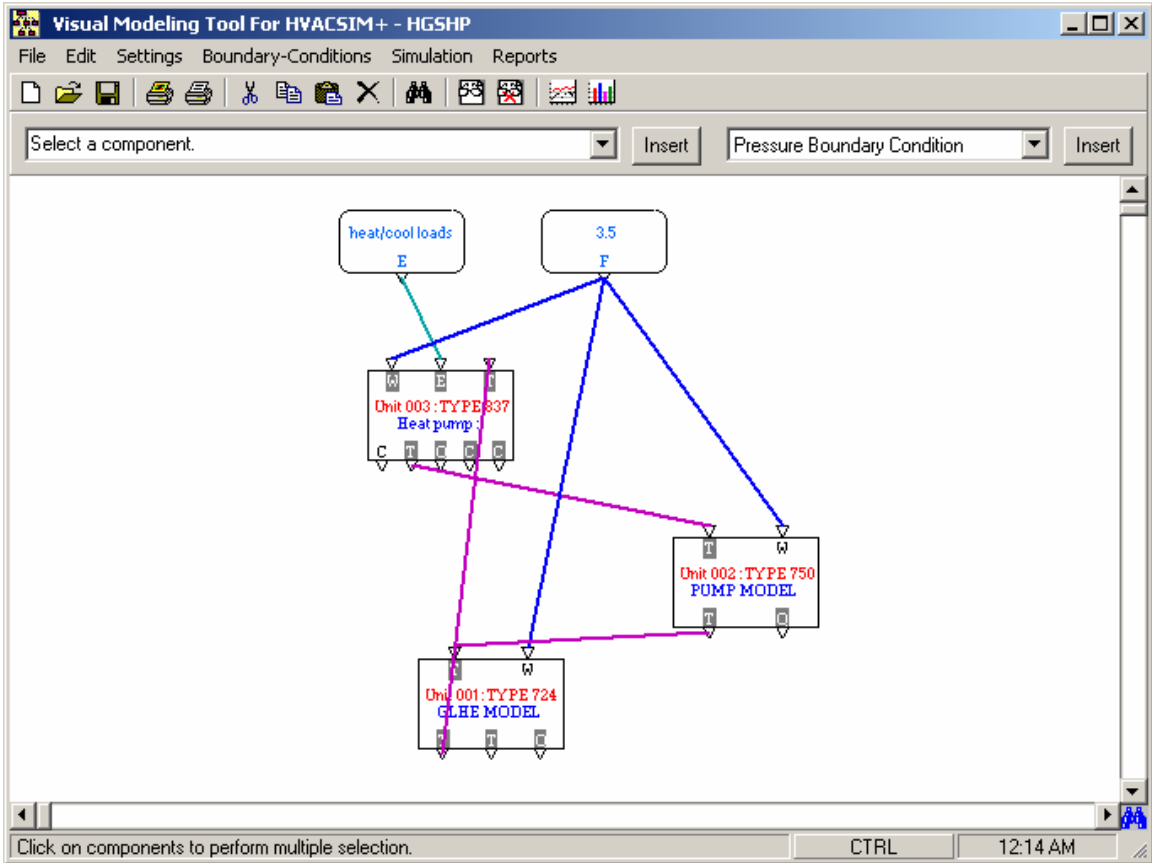 Visual Modeling Tool For HVACSIM+ - HGSHP
File Edit Settings Boundary-Conditions Simulation Reports
Select a component. Insert Pressure Boundary Condition Insert
heat/cool loads 3.5
E F
W E T
Unit 003 : TYPE 837
Heat pump :
C T C C C
T W
Unit 002 : TYPE 750
PUMP MODEL
T Q
T W
Unit 001 : TYPE 724
GLHE MODEL
T T C
Click on components to perform multiple selection. CTRL 12:14 AM